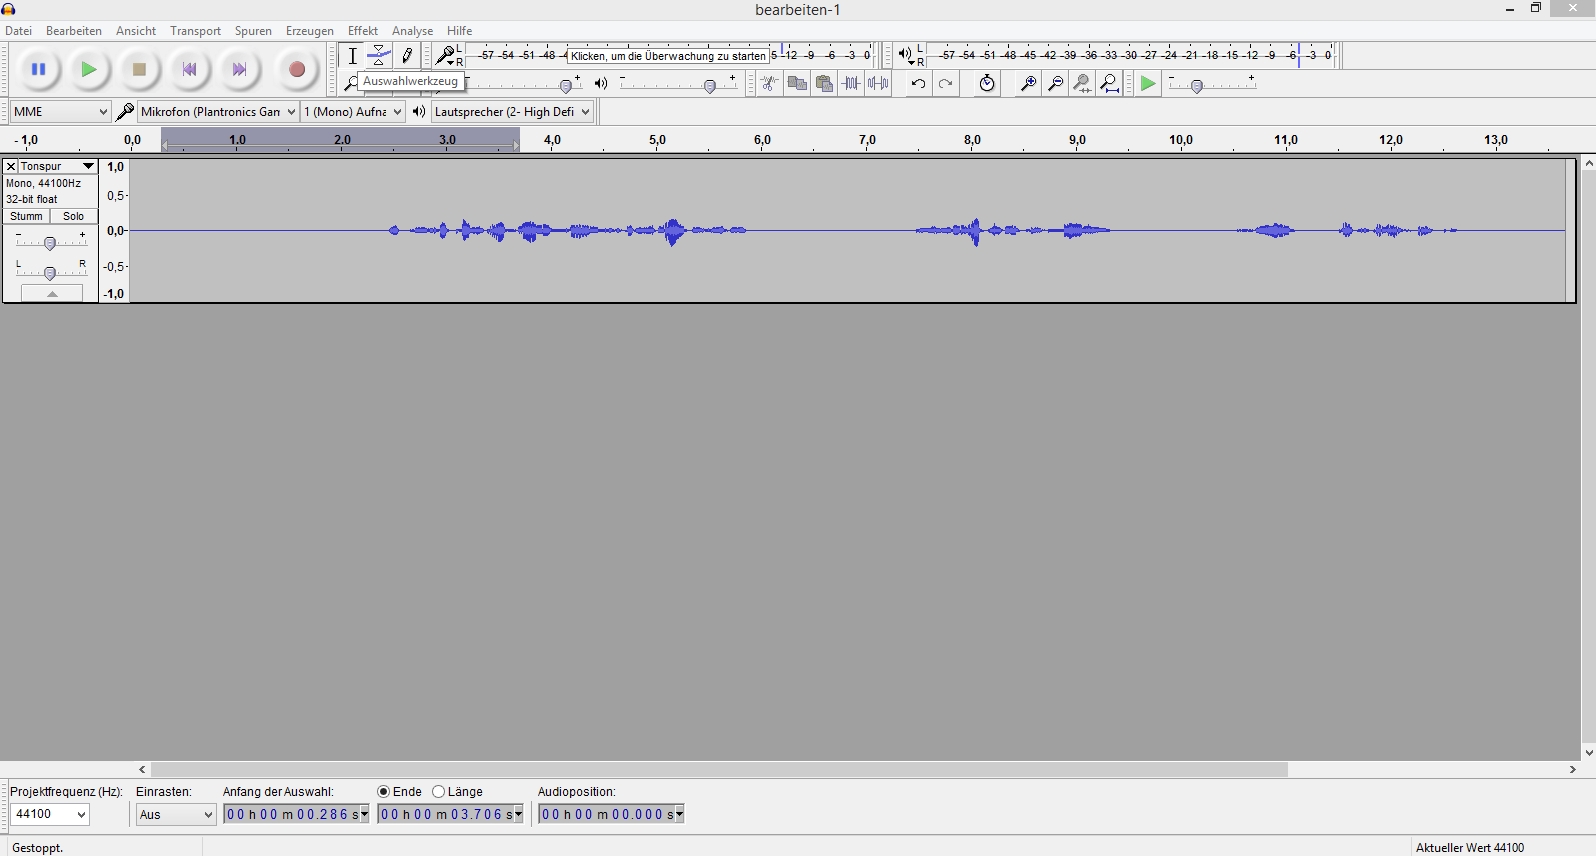 bearbeiten-1
Datei Bearbeiten Ansicht Transport Spuren Erzeugen Effekt Analyse Hilfe
L -57 -54 -51 -48 Klicken, um die Überwachung zu starten -12 -9 -6 -3 0 L -57 -54 -51 -48 -45 -42 -39 -36 -33 -30 -27 -24 -21 -18 -15 -12 -9 -6 -3 0
R R
Auswahlwerkzeug
MME Mikrofon (Plantronics Gam 1 (Mono) Aufna Lautsprecher (2- High Defi
- 1,0 0,0 1,0 2,0 3,0 4,0 5,0 6,0 7,0 8,0 9,0 10,0 11,0 12,0 13,0
Tonspur 1,0
Mono, 44100Hz
32-bit float 0,5
Stumm Solo
- + 0,0
L R -0,5
-1,0
Projektfrequenz (Hz): Einrasten: Anfang der Auswahl: Ende Länge Audioposition:
44100 Aus 00 h 00 m 00.286 s 00 h 00 m 03.706 s 00 h 00 m 00.000 s
Gestoppt. Aktueller Wert 44100